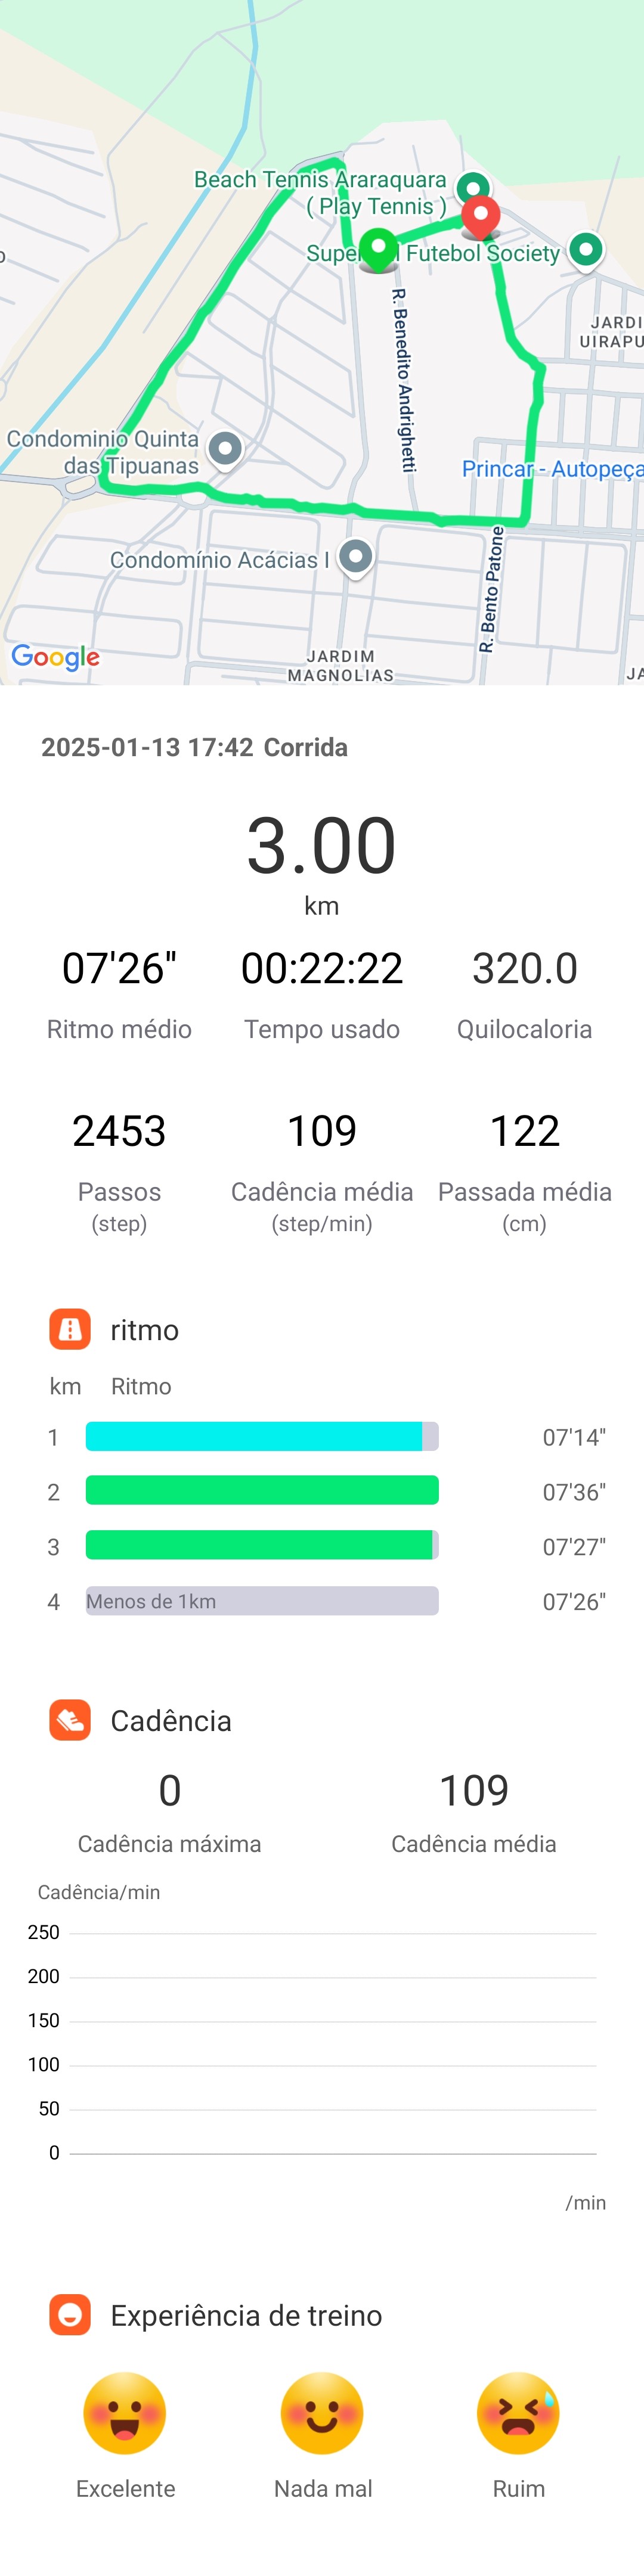 Beach Tennis Araraquara
( Play Tennis )
Futebol Society
R. Benedito Andrighetti
JARDI
UIRAPU
Condominio Quinta
das Tipuanas
Princar - Autopeça
Condomínio Acácias I
R. Bento Patone
Google
JARDIM
MAGNOLIAS
JA
2025-01-13 17:42 Corrida
3.00
km
07'26" 00:22:22 320.0
Ritmo médio Tempo usado Quilocaloria
2453 109 122
Passos Cadência média Passada média
(step) (step/min) (cm)
ritmo
km Ritmo
1 07'14"
2 07'36"
3 07'27"
4 Menos de 1km 07'26"
Cadência
0 109
Cadência máxima Cadência média
Cadência/min
250
200
150
100
50
0
/min
Experiência de treino
Excelente Nada mal Ruim